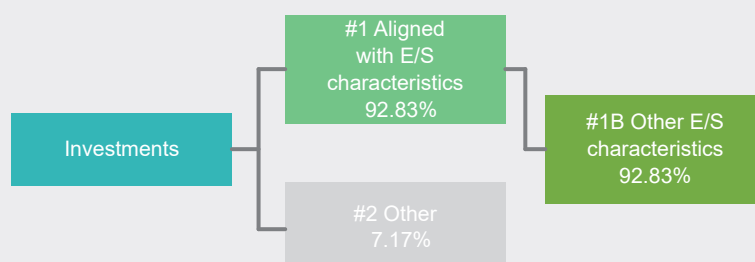 #1 Aligned
with E/S
characteristics
92.83%
Investments
#1B Other E/S
characteristics
92.83%
#2 Other
7.17%